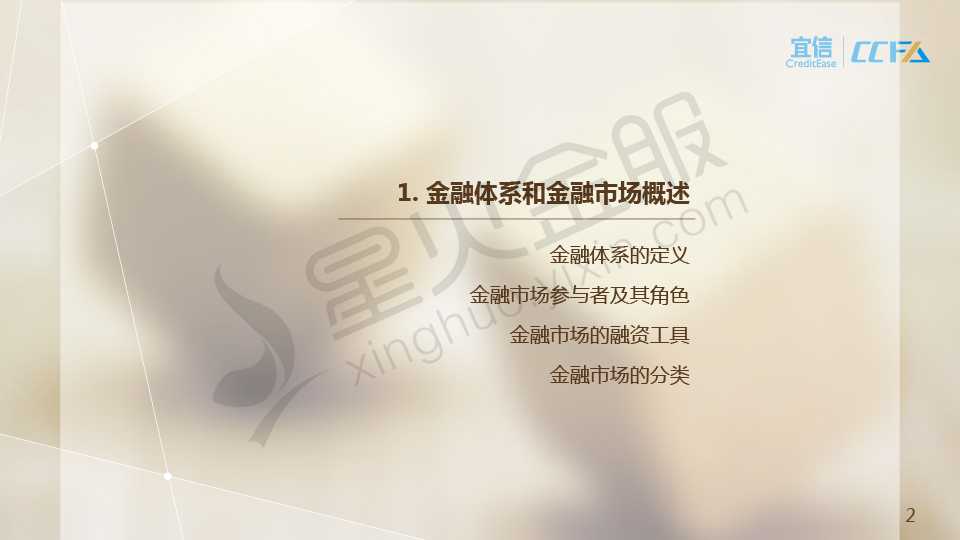 宜信
CreditEase
CCFA
1. 金融体系和金融市场概述
金融体系的定义
金融市场参与者及其角色
金融市场的融资工具
金融市场的分类
星火金服
xinghuoyixin.com
2